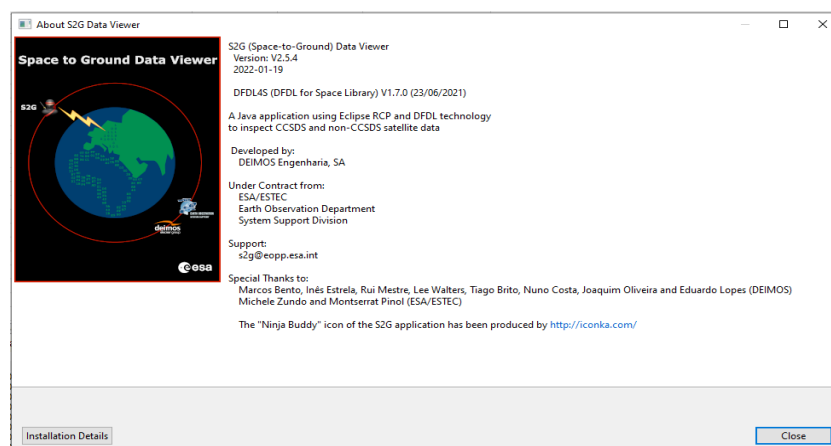 About S2G Data Viewer
Space to Ground Data Viewer
S2G
deimos
esa
S2G (Space-to-Ground) Data Viewer
Version: V2.5.4
2022-01-19
DFDL4S (DFDL for Space Library) V1.7.0 (23/06/2021)
A Java application using Eclipse RCP and DFDL technology
to inspect CCSDS and non-CCSDS satellite data
Developed by:
DEIMOS Engenharia, SA
Under Contract from:
ESA/ESTEC
Earth Observation Department
System Support Division
Support:
s2g@eopp.esa.int
Special Thanks to:
Marcos Bento, Inês Estrela, Rui Mestre, Lee Walters, Tiago Brito, Nuno Costa, Joaquim Oliveira and Eduardo Lopes (DEIMOS)
Michele Zundo and Montserrat Pinol (ESA/ESTEC)
The "Ninja Buddy" icon of the S2G application has been produced by http://iconka.com/
Installation Details
Close